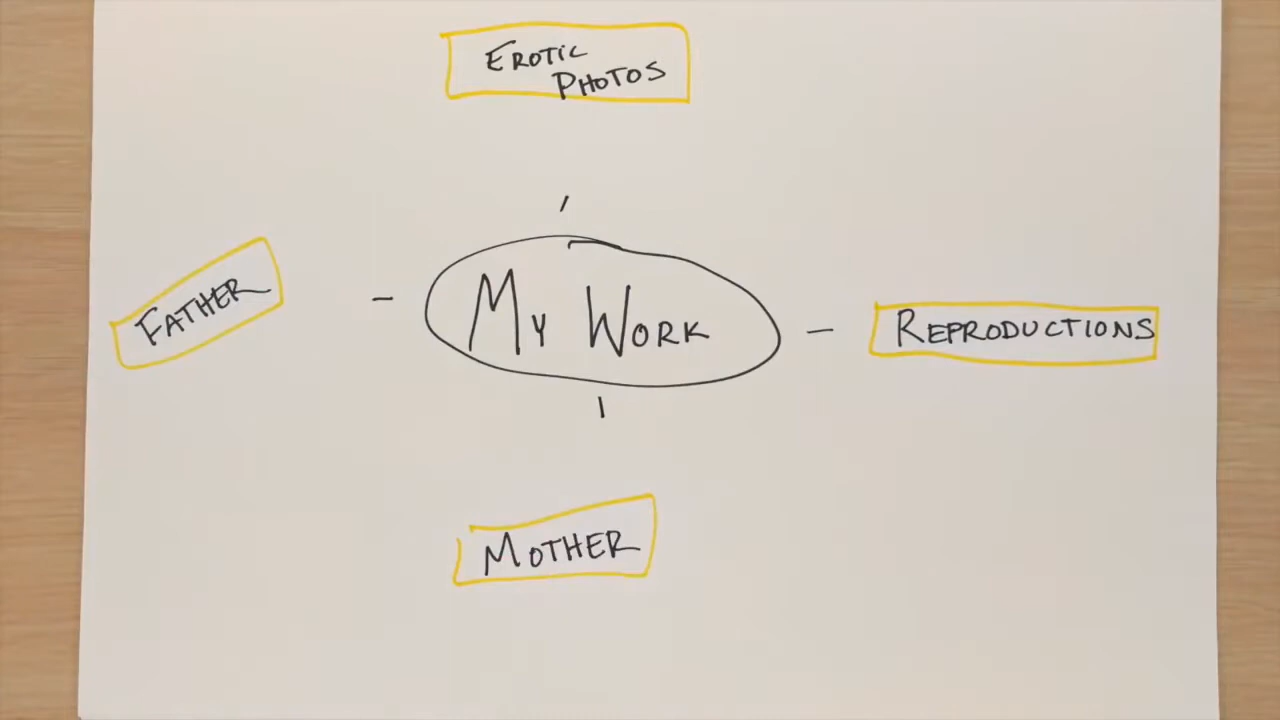 EROTIC
PHOTOS
FATHER
MY WORK
REPRODUCTIONS
MOTHER